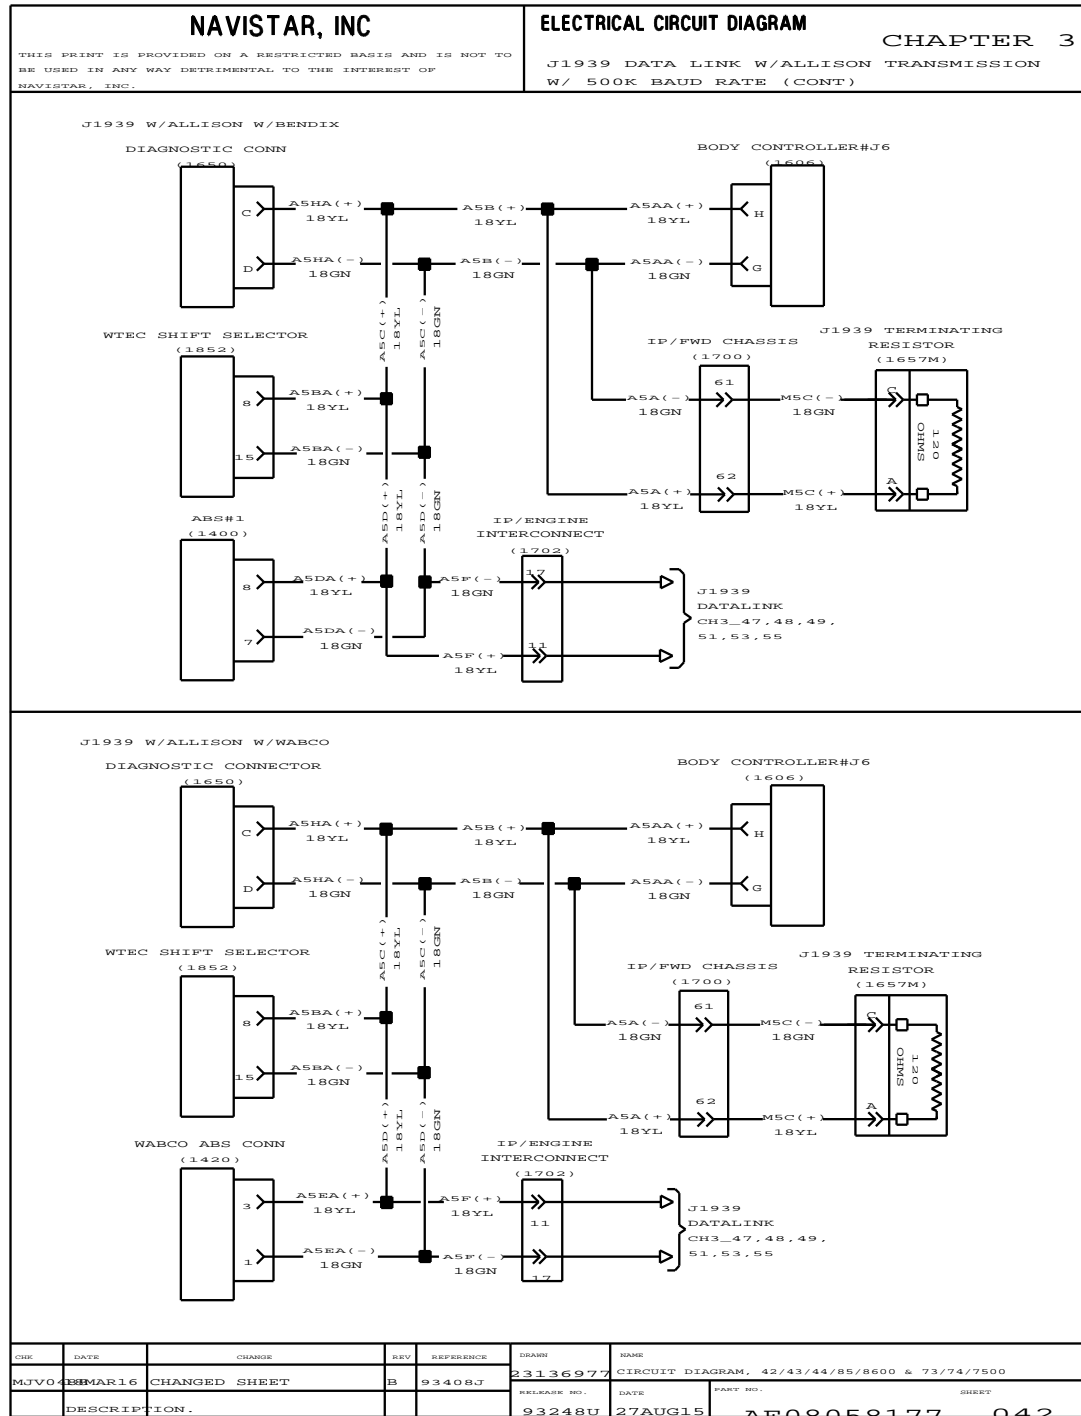 NAVISTAR, INC
THIS PRINT IS PROVIDED ON A RESTRICTED BASIS AND IS NOT TO
BE USED IN ANY WAY DETRIMENTAL TO THE INTEREST OF
NAVISTAR, INC.
ELECTRICAL CIRCUIT DIAGRAM
CHAPTER 3
J1939 DATA LINK W/ALLISON TRANSMISSION
W/ 500K BAUD RATE (CONT)
J1939 W/ALLISON W/BENDIX
DIAGNOSTIC CONN
(1650)
C
A5HA(+)
18YL
A5B(+)
18YL
A5AA(+)
18YL
H
D
A5HA(-)
18GN
A5B(-)
18GN
A5AA(-)
18GN
G
BODY CONTROLLER#J6
(1606)
A5C(+)
18YL
A5C(-)
18GN
WTEC SHIFT SELECTOR
(1852)
8
A5BA(+)
18YL
15
A5BA(-)
18GN
IP/FWD CHASSIS
(1700)
61
A5A(-)
18GN
M5C(-)
18GN
62
A5A(+)
18YL
M5C(+)
18YL
J1939 TERMINATING
RESISTOR
(1657M)
C
A
120
OHMS
A5D(+)
18YL
A5D(-)
18GN
ABS#1
(1400)
8
A5DA(+)
18YL
7
A5DA(-)
18GN
IP/ENGINE
INTERCONNECT
(1702)
A5F(-)
18GN
17
A5F(+)
18YL
11
J1939
DATALINK
CH3_47,48,49,
51,53,55
J1939 W/ALLISON W/WABCO
DIAGNOSTIC CONNECTOR
(1650)
C
A5HA(+)
18YL
A5B(+)
18YL
A5AA(+)
18YL
H
D
A5HA(-)
18GN
A5B(-)
18GN
A5AA(-)
18GN
G
BODY CONTROLLER#J6
(1606)
A5C(+)
18YL
A5C(-)
18GN
WTEC SHIFT SELECTOR
(1852)
8
A5BA(+)
18YL
15
A5BA(-)
18GN
IP/FWD CHASSIS
(1700)
61
A5A(-)
18GN
M5C(-)
18GN
62
A5A(+)
18YL
M5C(+)
18YL
J1939 TERMINATING
RESISTOR
(1657M)
C
A
120
OHMS
A5D(+)
18YL
A5D(-)
18GN
WABCO ABS CONN
(1420)
3
A5EA(+)
18YL
1
A5EA(-)
18GN
IP/ENGINE
INTERCONNECT
(1702)
A5F(+)
18YL
11
A5F(-)
18GN
17
J1939
DATALINK
CH3_47,48,49,
51,53,55
CHK DATE CHANGE REV REFERENCE
CHANGED SHEET B 93408J
DESCRIPTION.
DRAWN
23136977
NAME
CIRCUIT DIAGRAM, 42/43/44/85/8600 & 73/74/7500
RELEASE NO.
93248U
DATE
27AUG15
PART NO.
AE08058177
SHEET
042